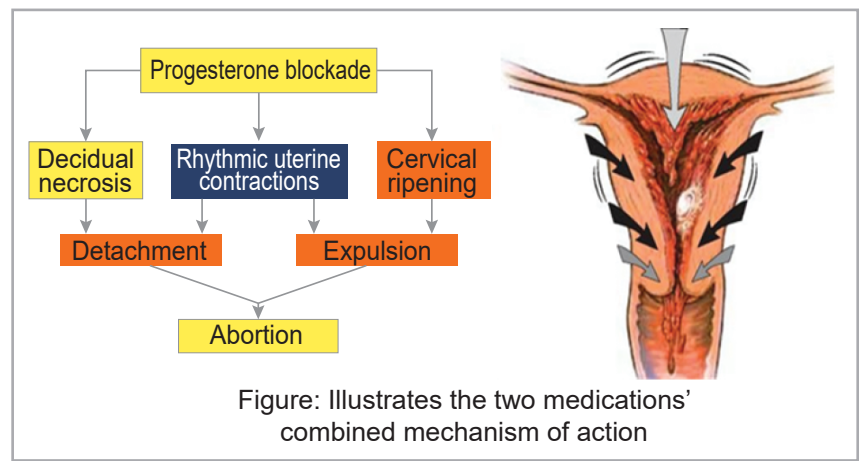 Progesterone blockade
Decidual
necrosis
Rhythmic uterine
contractions
Cervical
ripening
Detachment
Expulsion
Abortion
Figure: Illustrates the two medications’
combined mechanism of action